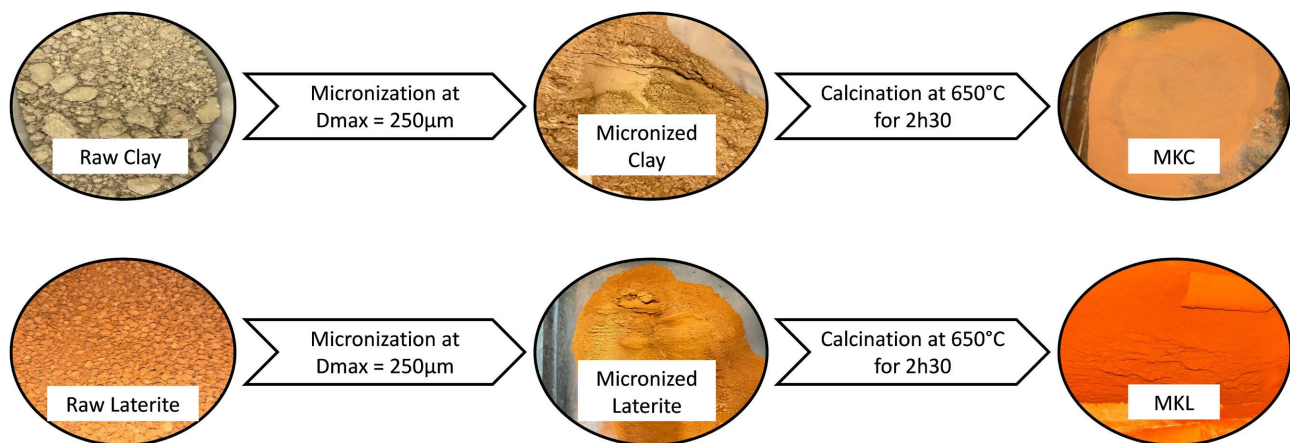 Raw Clay
Micronization at
Dmax = 250µm
Micronized
Clay
Calcination at 650°C
for 2h30
MKC
Raw Laterite
Micronization at
Dmax = 250µm
Micronized
Laterite
Calcination at 650°C
for 2h30
MKL